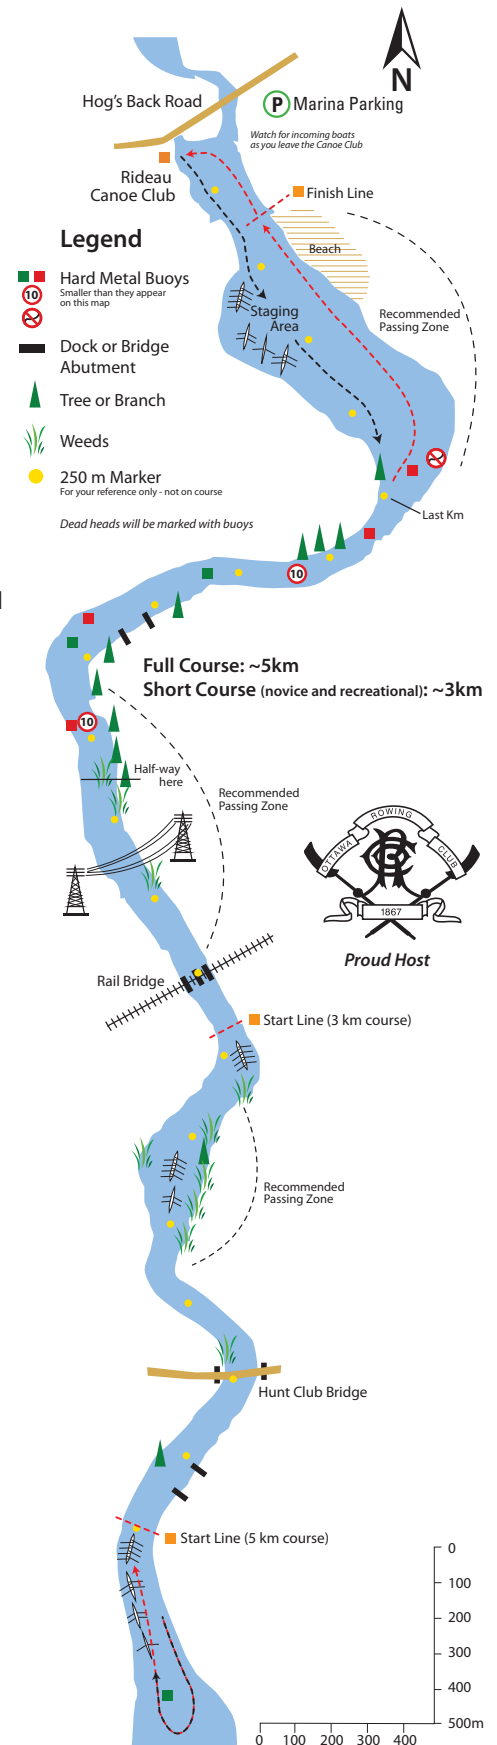 N
Hog's Back Road
P Marina Parking
Watch for incoming boats
as you leave the Canoe Club
Rideau
Canoe Club
Finish Line
Beach
Legend
Hard Metal Buoys
Smaller than they appear
on this map
10
Dock or Bridge
Abutment
Tree or Branch
Weeds
250 m Marker
For your reference only - not on course
Dead heads will be marked with buoys
Staging
Area
Recommended
Passing Zone
Last Km
10
Full Course: ~5km
Short Course (novice and recreational): ~3km
10
Half-way
here
Recommended
Passing Zone
OTTAWA ROWING CLUB
1867
Proud Host
Rail Bridge
Start Line (3 km course)
Recommended
Passing Zone
Hunt Club Bridge
Start Line (5 km course)
0
100
200
300
400
500m
0 100 200 300 400